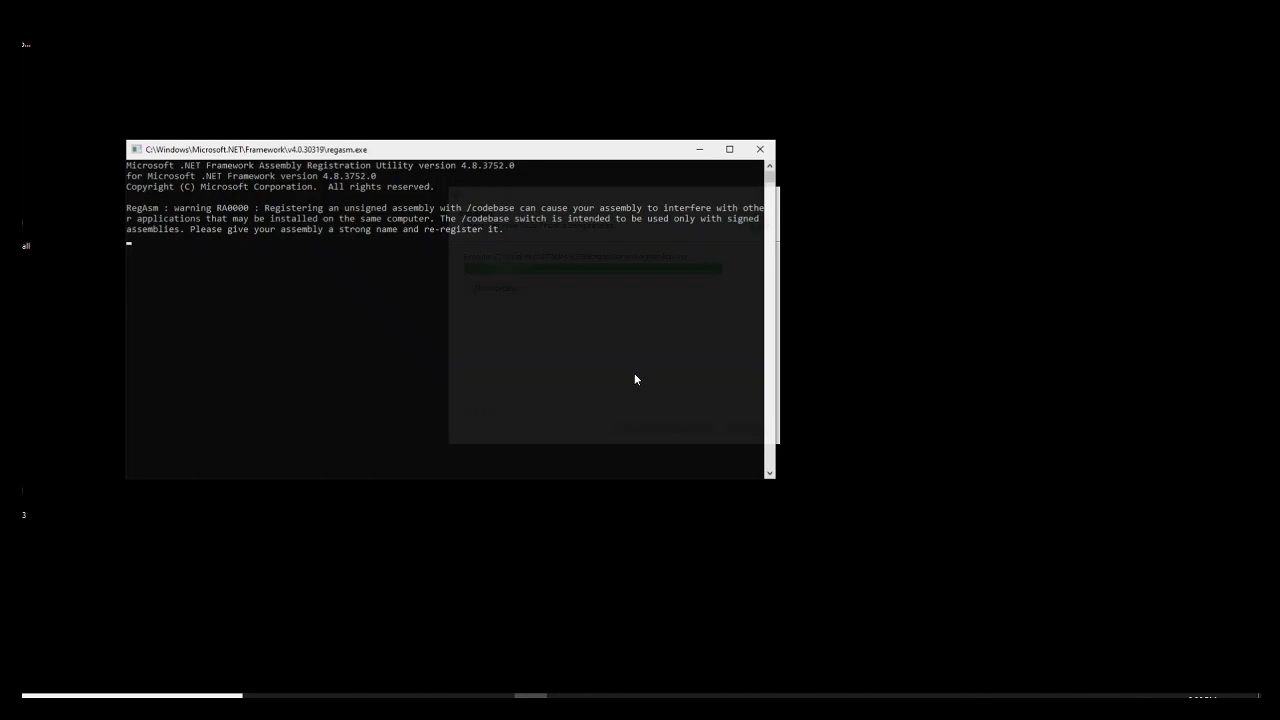 C:\Windows\Microsoft.NET\Framework\v4.0.30319\regasm.exe
Microsoft .NET Framework Assembly Registration Utility version 4.8.3752.0
for Microsoft .NET Framework version 4.8.3752.0
Copyright (C) Microsoft Corporation.  All rights reserved.
RegAsm : warning RA0000 : Registering an unsigned assembly with /codebase can cause your assembly to interfere with othe
r applications that may be installed on the same computer. The /codebase switch is intended to be used only with signed
assemblies. Please give your assembly a strong name and re-register it.
all
3